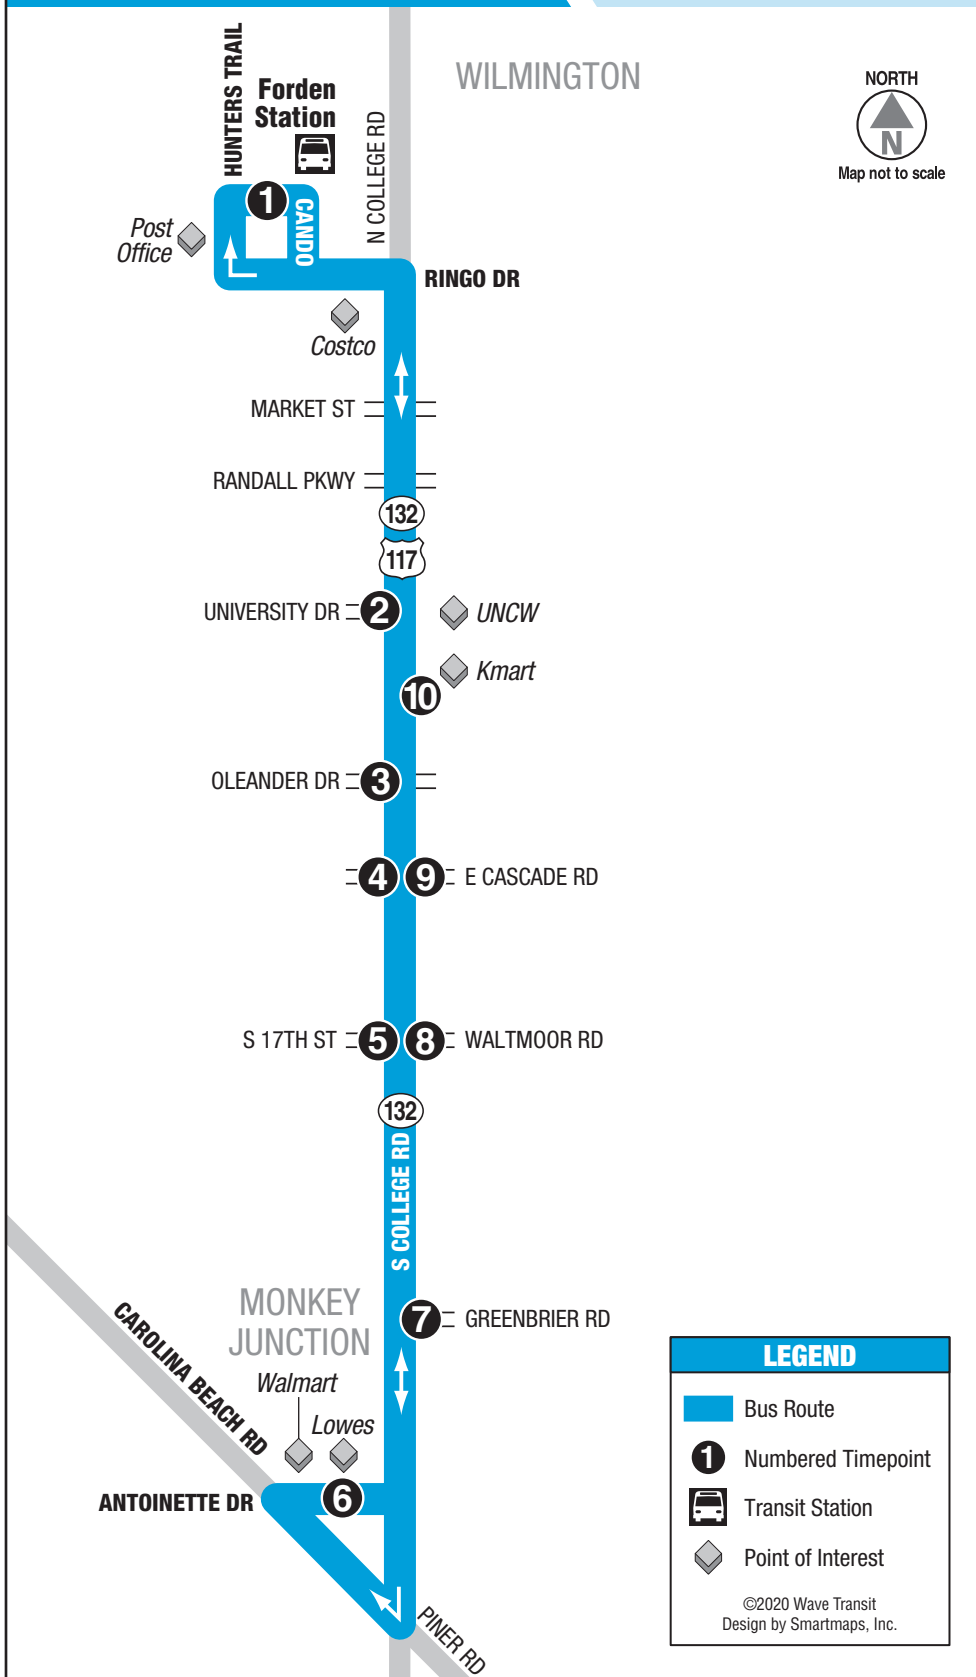 WILMINGTON
HUNTERS TRAIL
Forden
Station
N COLLEGE RD
NORTH
N
Map not to scale
1
CANDO
Post
Office
RINGO DR
Costco
MARKET ST
RANDALL PKWY
132
117
UNIVERSITY DR
2
UNCW
Kmart
10
OLEANDER DR
3
4
9
E CASCADE RD
S 17TH ST
5
8
WALTMOOR RD
132
S COLLEGE RD
MONKEY
JUNCTION
7
GREENBRIER RD
CAROLINA BEACH RD
Walmart
Lowes
ANTOINETTE DR
6
PINER RD
LEGEND
Bus Route
1
Numbered Timepoint
Transit Station
Point of Interest
©2020 Wave Transit
Design by Smartmaps, Inc.